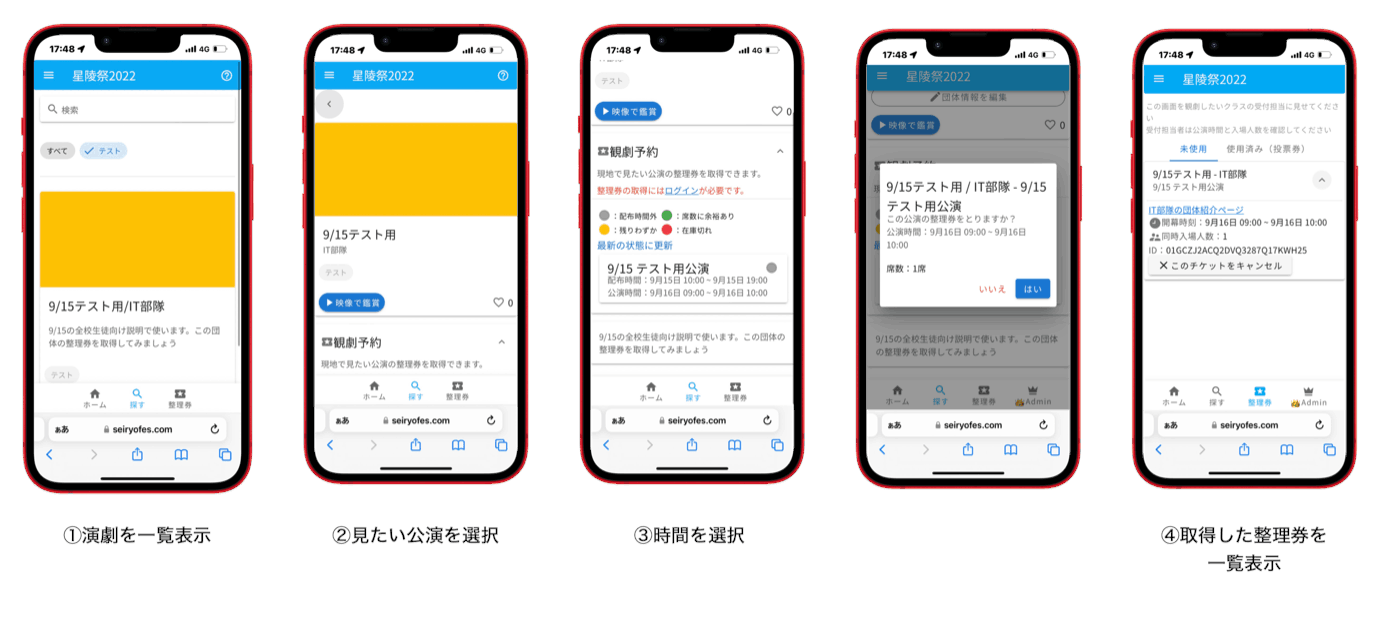 17:48
4G
星陵祭2022
検索
すべて
テスト
9/15テスト用/IT部隊
9/15の全校生徒向け説明で使います。この団
体の整理券を取得してみましょう
テスト
ホーム
探す
整理券
ぁあ
seiryofes.com
①演劇を一覧表示
17:48
4G
星陵祭2022
9/15テスト用
IT部隊
テスト
映像で鑑賞
0
観劇予約
現地で見たい公演の整理券を取得できます。
ホーム
探す
整理券
ぁあ
seiryofes.com
②見たい公演を選択
17:48
4G
テスト
映像で鑑賞
0
観劇予約
現地で見たい公演の整理券を取得できます。
整理券の取得にはログインが必要です。
：配布時間外 ：席数に余裕あり
：残りわずか ：在庫切れ
最新の状態に更新
9/15 テスト用公演
配布時間：9月15日 10:00 ~ 9月15日 19:00
公演時間：9月16日 09:00 ~ 9月16日 10:00
9/15の全校生徒向け説明で使います。この団体の
整理券を取得してみましょう
ホーム
探す
整理券
ぁあ
seiryofes.com
③時間を選択
17:48
4G
星陵祭2022
団体情報を編集
映像で鑑賞
0
9/15テスト用 / IT部隊 - 9/15
テスト用公演
この公演の整理券をとりますか？
公演時間：9月16日 09:00 ~ 9月16日
10:00
席数：1席
いいえ
はい
9/15の全校生徒向け説明で使います。この団体
の整理券を取得してみましょう
ホーム
探す
整理券
Admin
ぁあ
seiryofes.com
17:48
4G
星陵祭2022
この画面を観劇したいクラスの受付担当に見せてくださ
い
受付担当者は公演時間と入場人数を確認してください
未使用
使用済み（投票券）
9/15テスト用 - IT部隊
9/15 テスト用公演
IT部隊の団体紹介ページ
開幕時刻：9月16日 09:00 ~ 9月16日 10:00
同時入場人数：1
ID：01GCZJ2ACQ2DVQ3287Q17KWH25
このチケットをキャンセル
ホーム
探す
整理券
Admin
ぁあ
seiryofes.com
④取得した整理券を
一覧表示